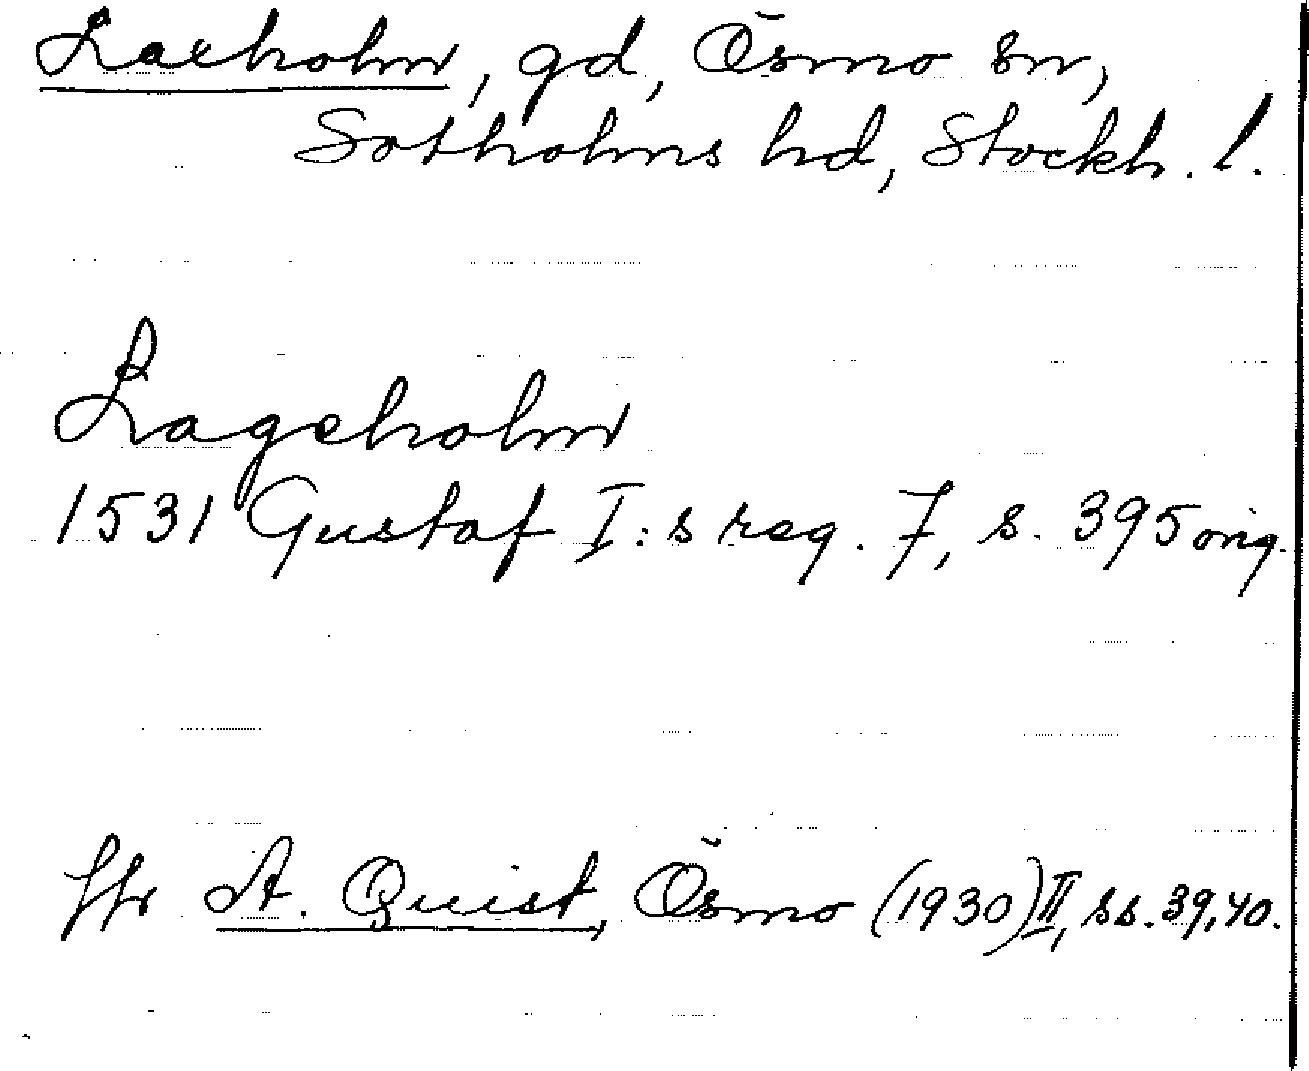 Laxholm, gd, Ösmo sn,
Sotholms hd, Stockh. l.
Lageholm
1531 Gustaf I:s reg. 7, s. 395 orig.
Jfr A. Quist, Ösmo (1930) II, ss. 39, 40.